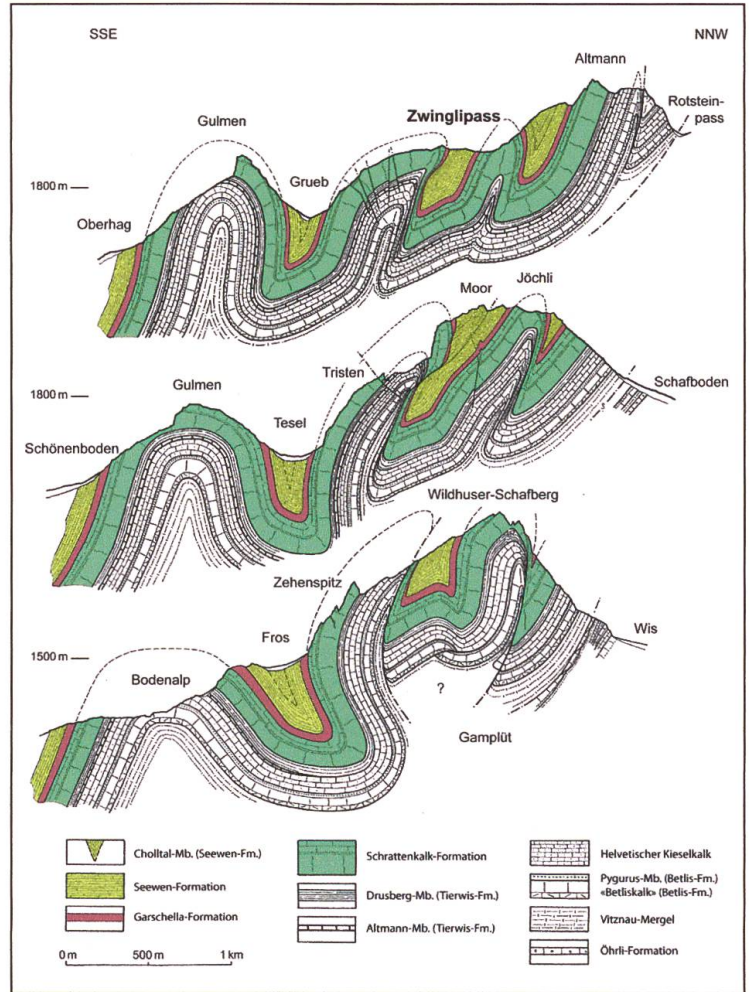 SSE
NNW
Altmann
Rotstein-
pass
Zwinglipass
Gulmen
Grueb
1800 m
Oberhag
Moor
Jöchli
Tristen
1800 m
Gulmen
Tesel
Schafboden
Schönenboden
Wildhuser-Schafberg
Zehenspitz
Fros
Wis
1500 m
Bodenalp
?
Gamplüt
Cholltal-Mb. (Seewen-Fm.)
Seewen-Formation
Garschella-Formation
Schrattenkalk-Formation
Drusberg-Mb. (Tierwis-Fm.)
Altmann-Mb. (Tierwis-Fm.)
Helvetischer Kieselkalk
Pygurus-Mb. (Betlis-Fm.)
«Betliskalk» (Betlis-Fm.)
Vitznau-Mergel
Öhrli-Formation
0 m 500 m 1 km